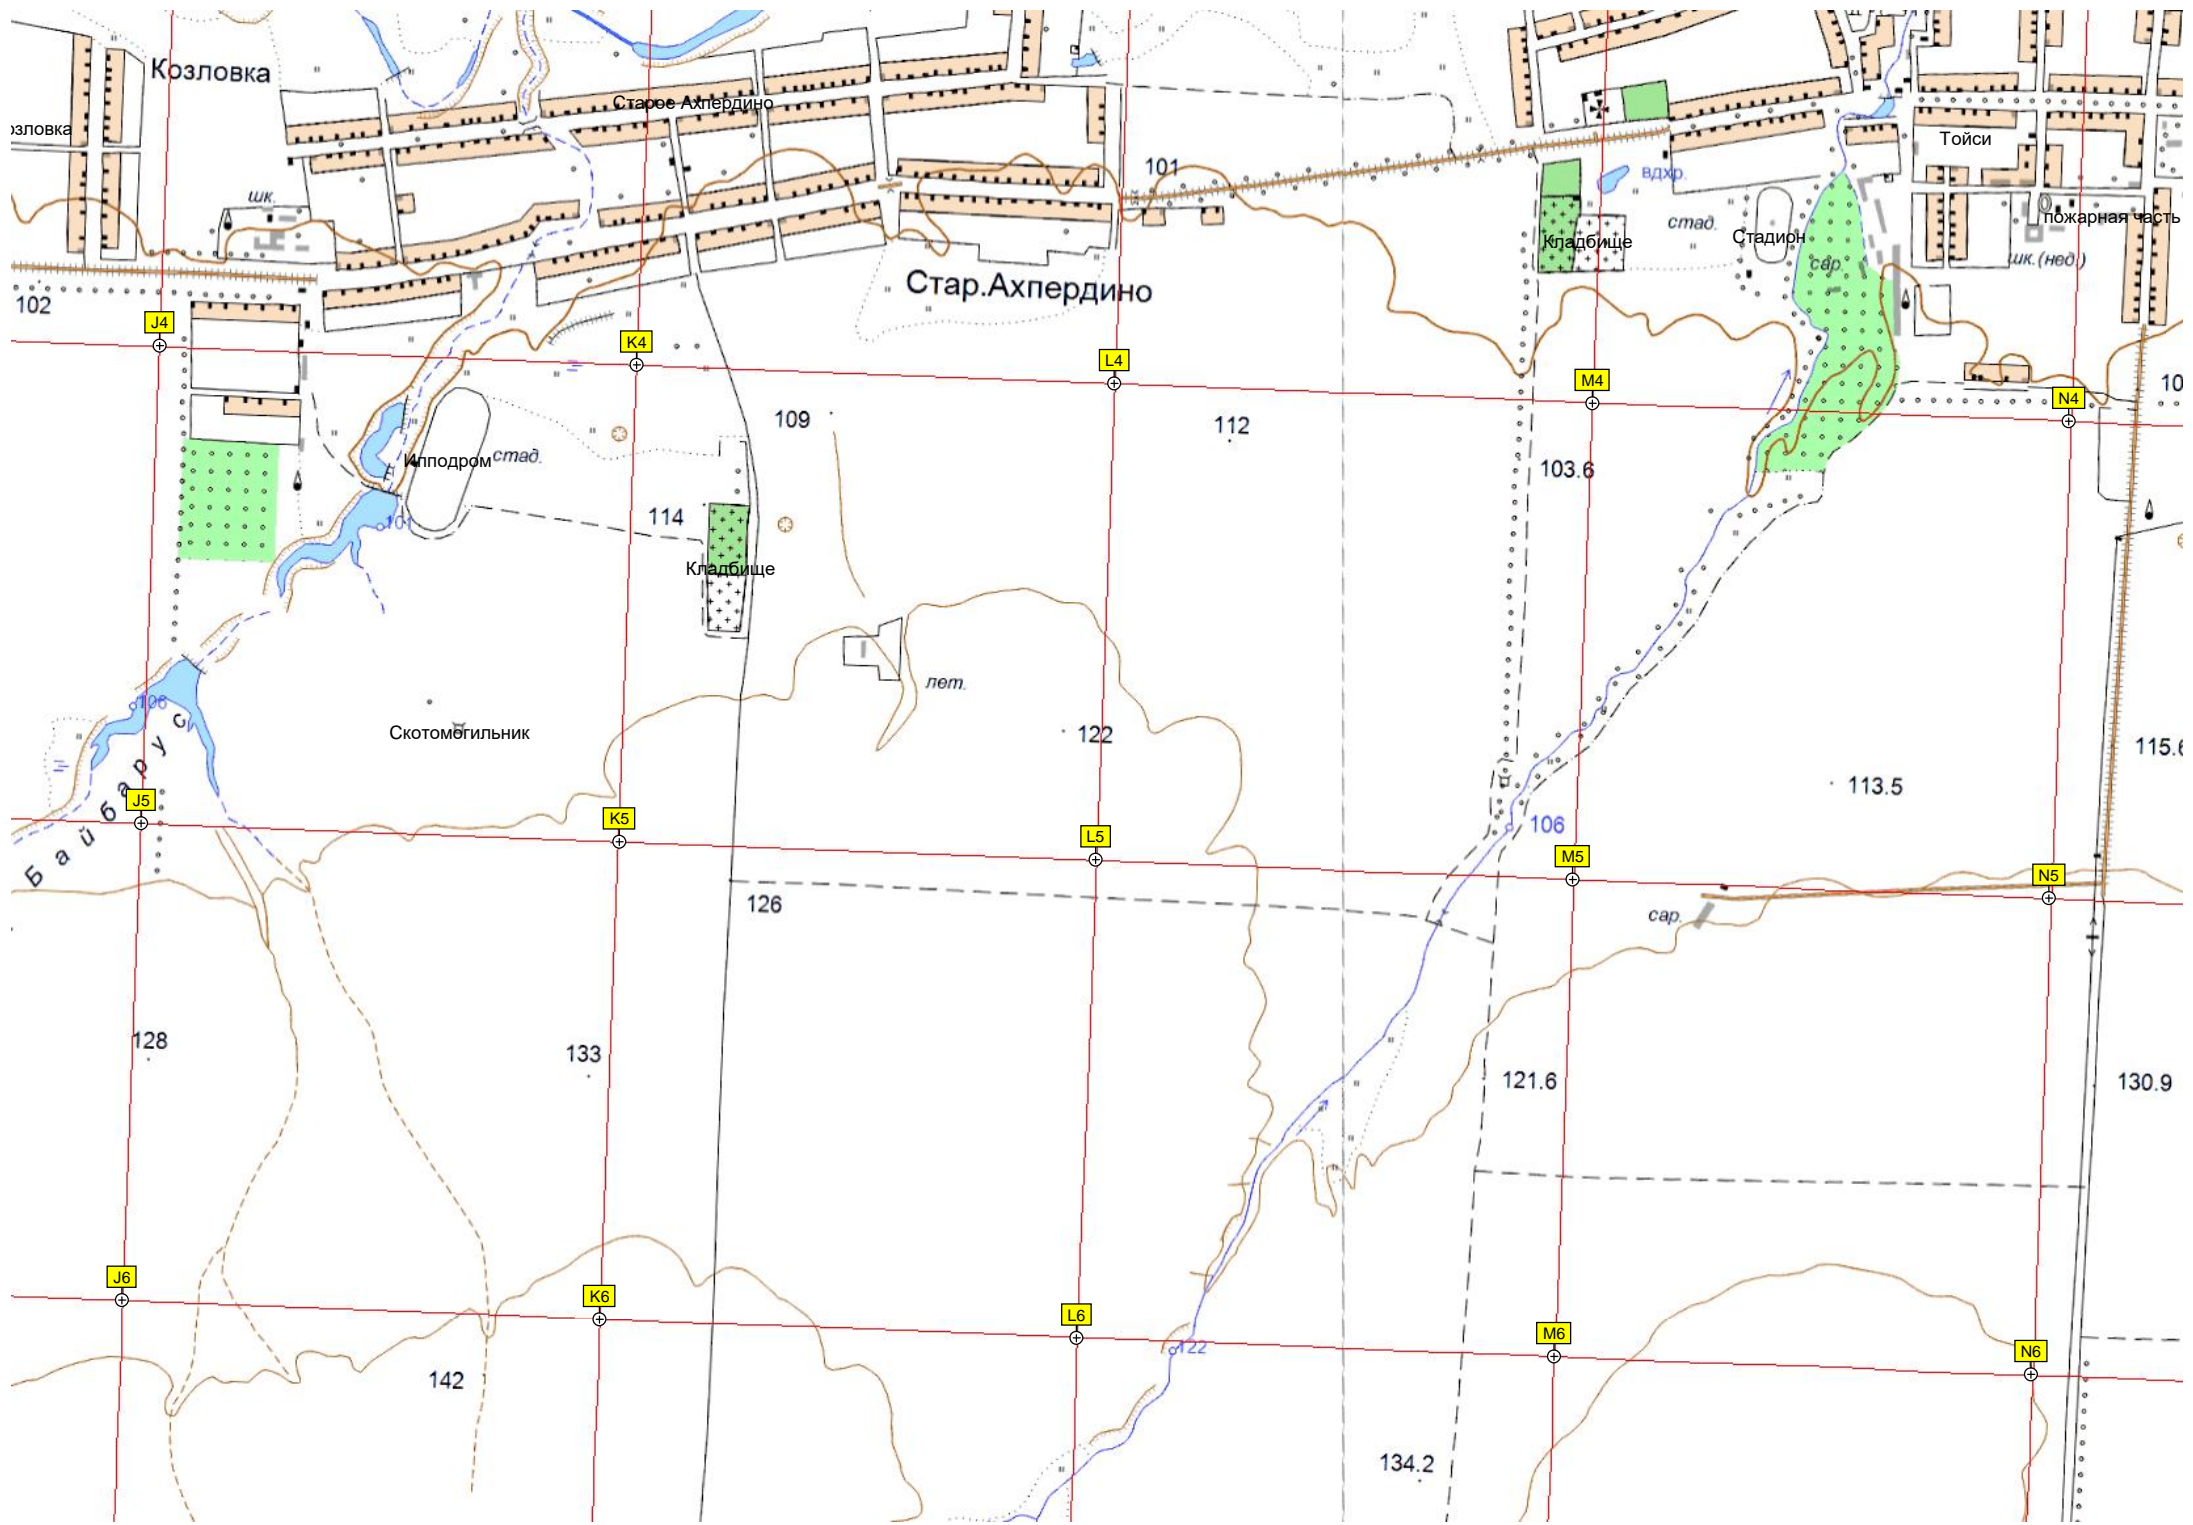 Козловка
Старое Ахпердино
озловка
Тойси
101
вдхр.
шк.
пожарная часть
стад.
Стадион
Кладбище
сар.
шк.(нед.)
102
Стар.Ахпердино
J4
K4
L4
M4
N4
10
109
112
Ипподром
стад.
103.6
114
101
Кладбище
лет.
106
Скотомогильник
122
115.6
113.5
Байбарус
J5
K5
L5
M5
N5
106
126
сар.
128
133
121.6
130.9
J6
K6
L6
M6
N6
122
142
134.2